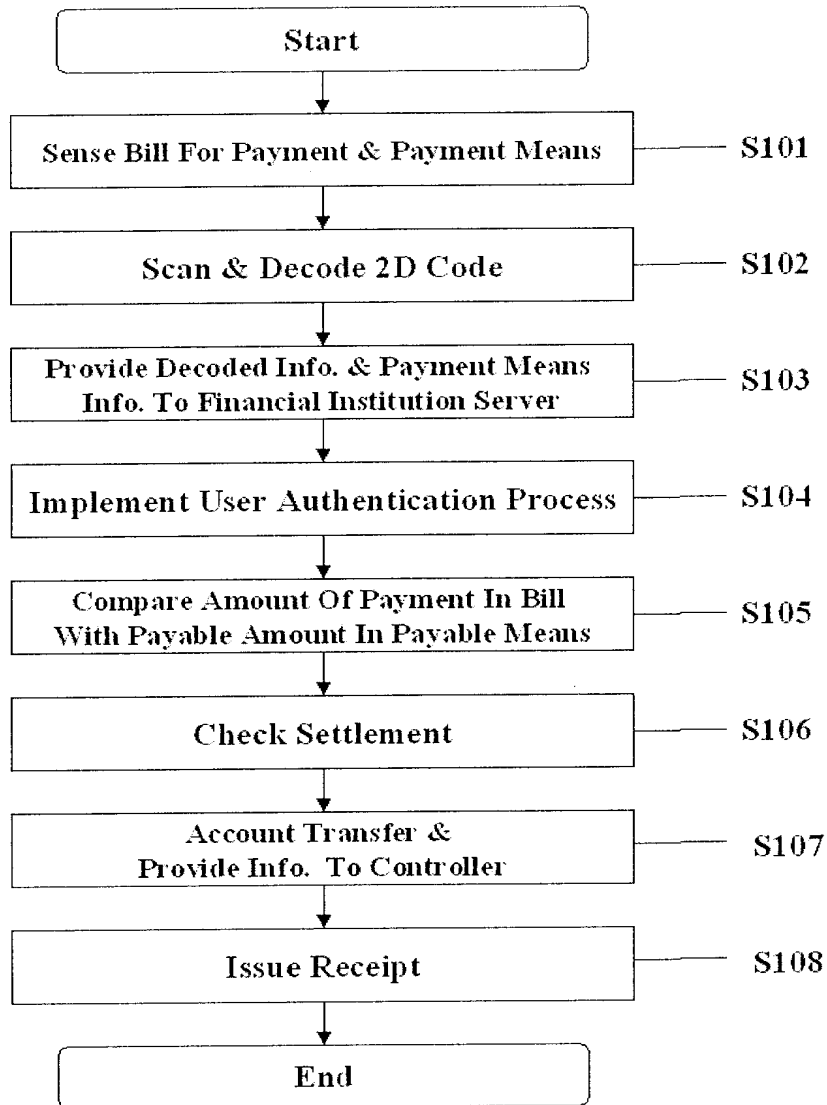 Start
Sense Bill For Payment & Payment Means
S101
Scan & Decode 2D Code
S102
Provide Decoded Info. & Payment Means
Info. To Financial Institution Server
S103
Implement User Authentication Process
S104
Compare Amount Of Payment In Bill
With Payable Amount In Payable Means
S105
Check Settlement
S106
Account Transfer &
Provide Info. To Controller
S107
Issue Receipt
S108
End